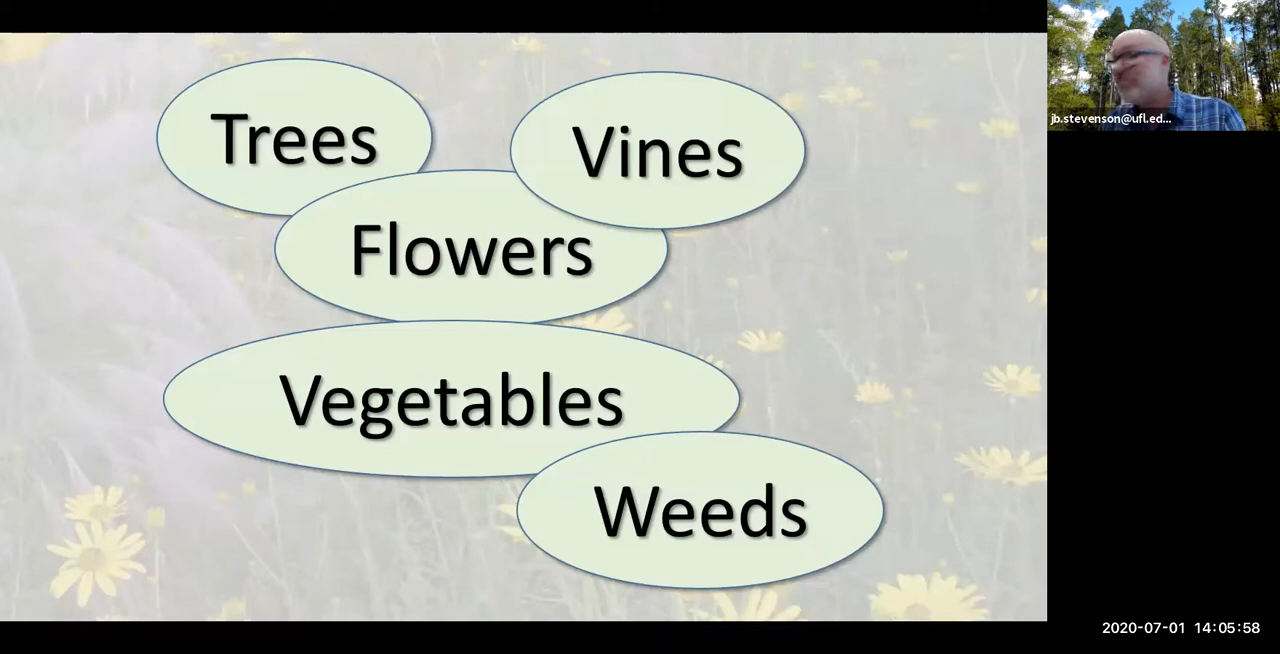 Trees
Vines
Flowers
Vegetables
Weeds
jb.stevenson@ufl.ed...
2020-07-01 14:05:58